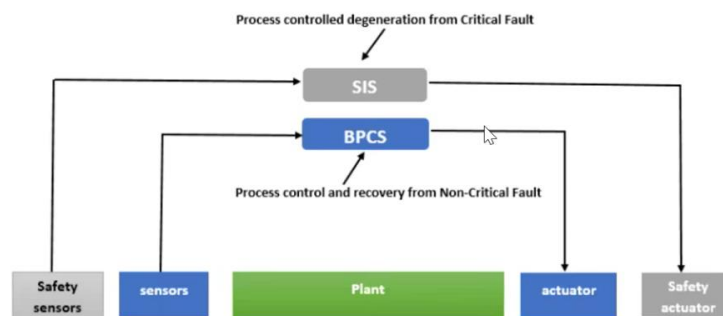 Process controlled degeneration from Critical Fault
SIS
BPCS
Process control and recovery from Non-Critical Fault
Safety
sensors
sensors
Plant
actuator
Safety
actuator